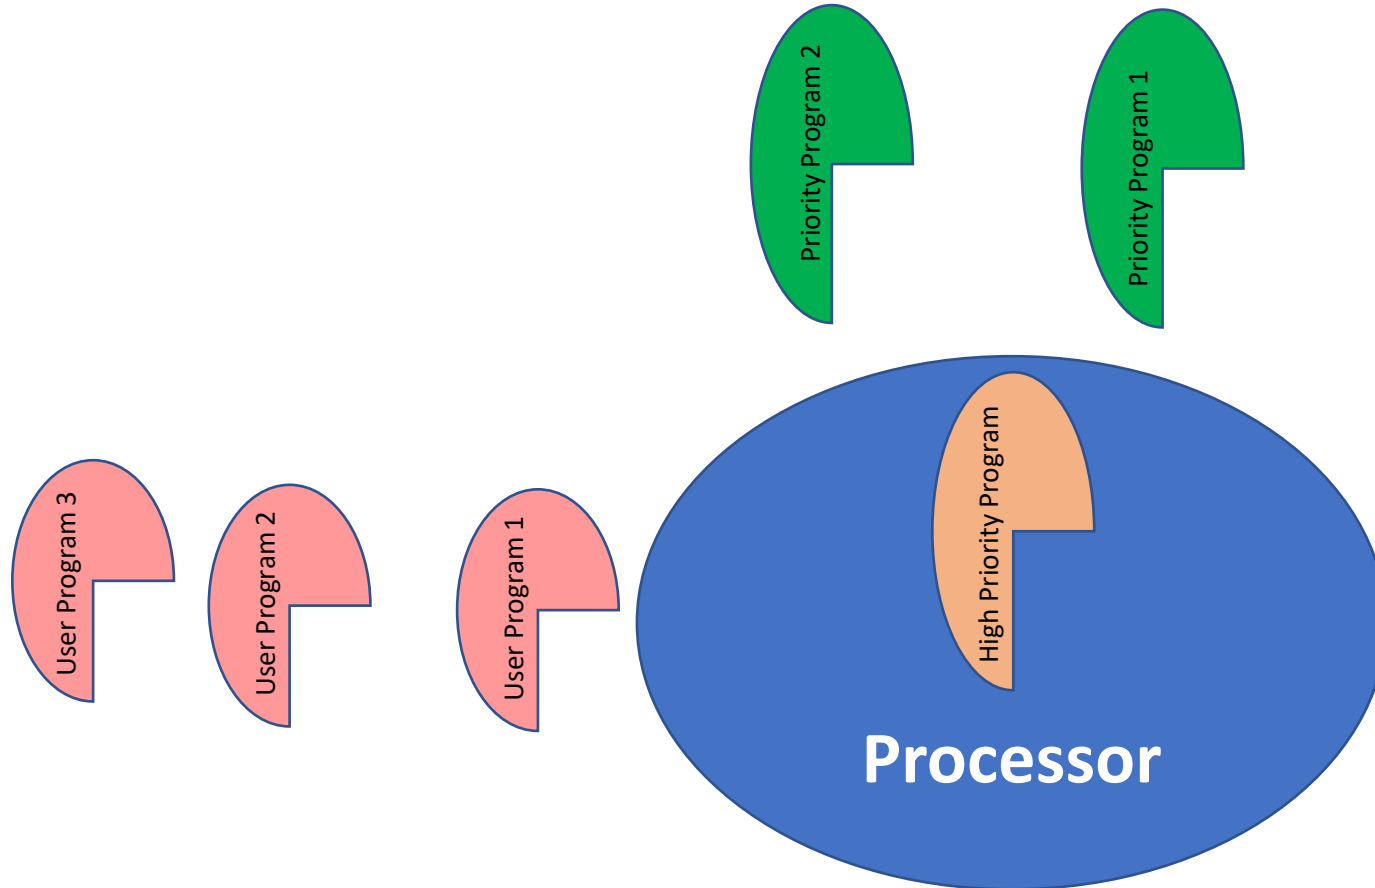 Priority Program 2
Priority Program 1
User Program 3
User Program 2
User Program 1
High Priority Program
Processor